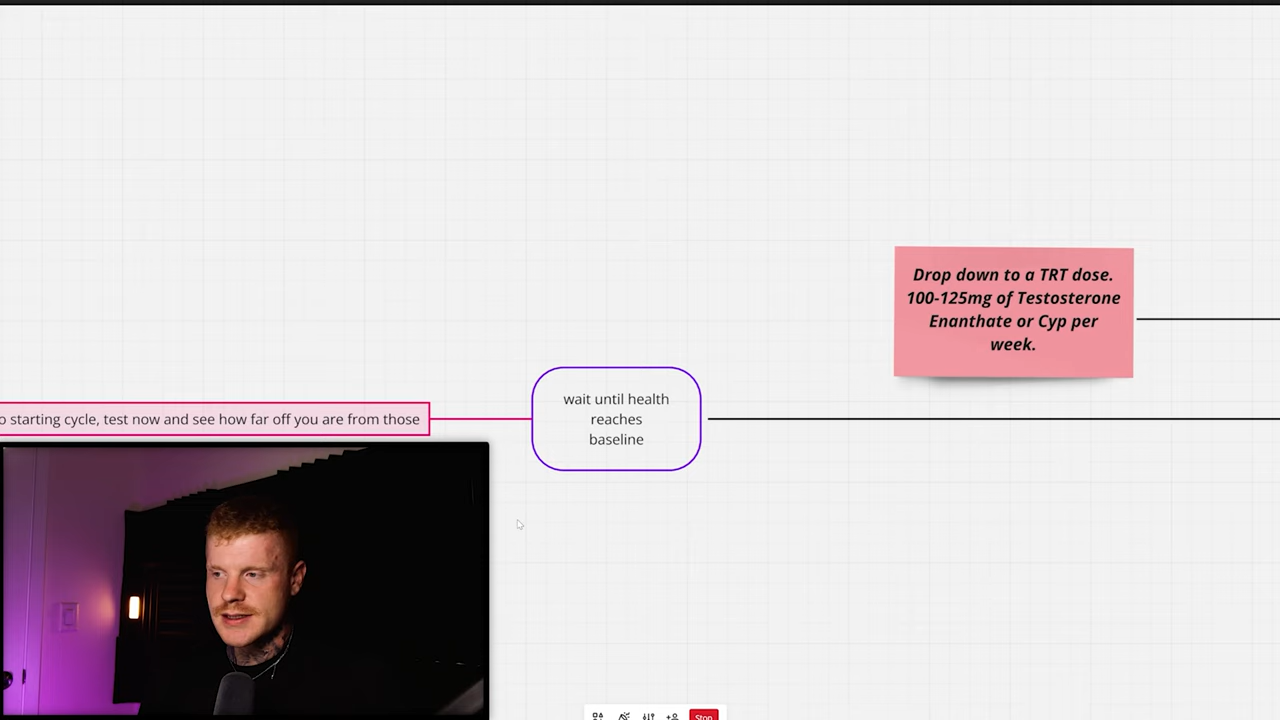 Drop down to a TRT dose.
100-125mg of Testosterone
Enanthate or Cyp per
week.
wait until health
reaches
baseline
starting cycle, test now and see how far off you are from those
Stop